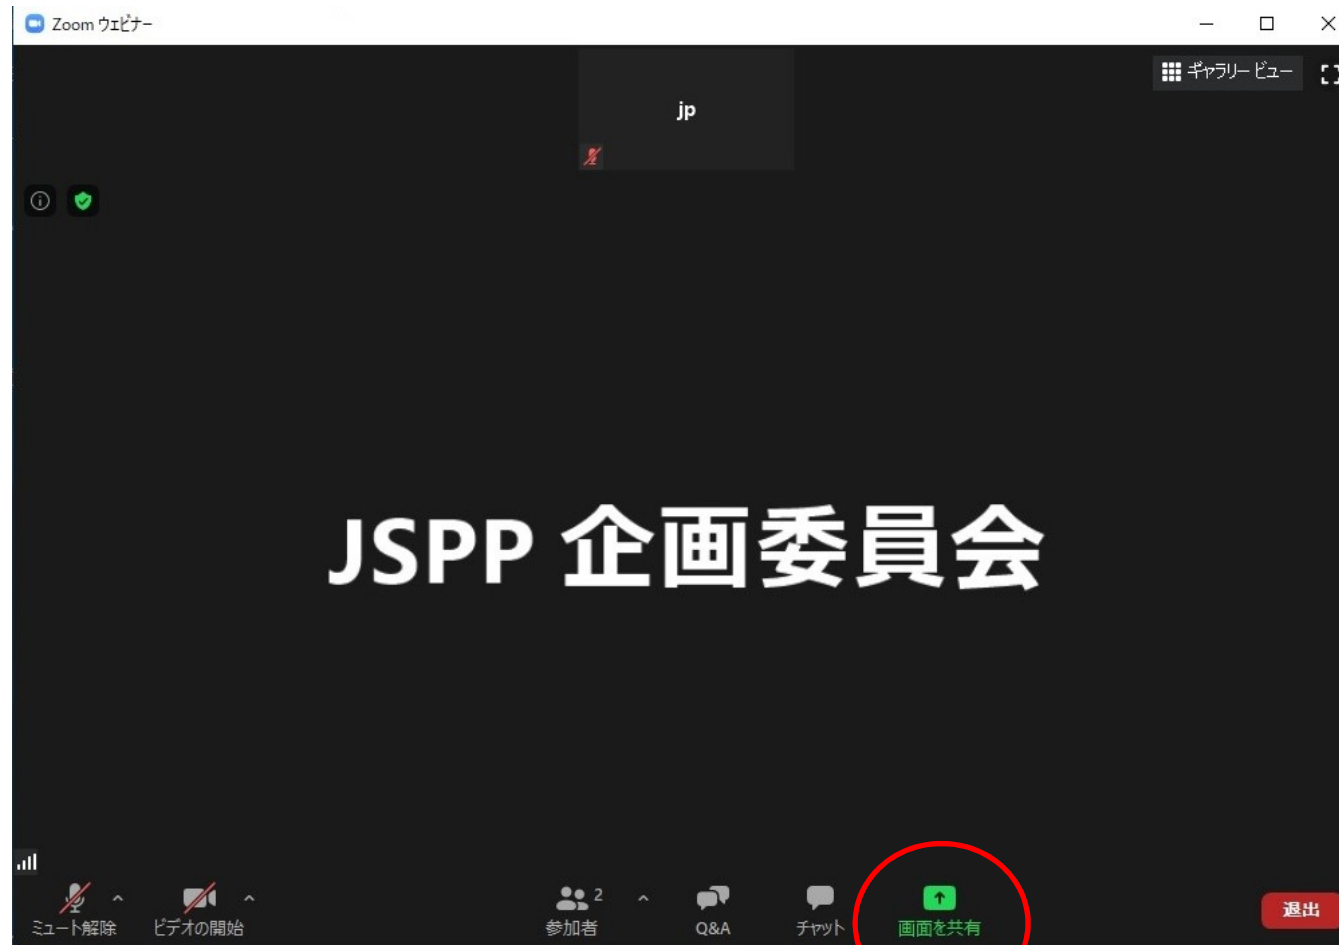 Zoom ウェビナー
ギャラリー ビュー
jp
JSPP 企画委員会
ミュート解除
ビデオの開始
2
参加者
Q&A
チャット
画面を共有
退出